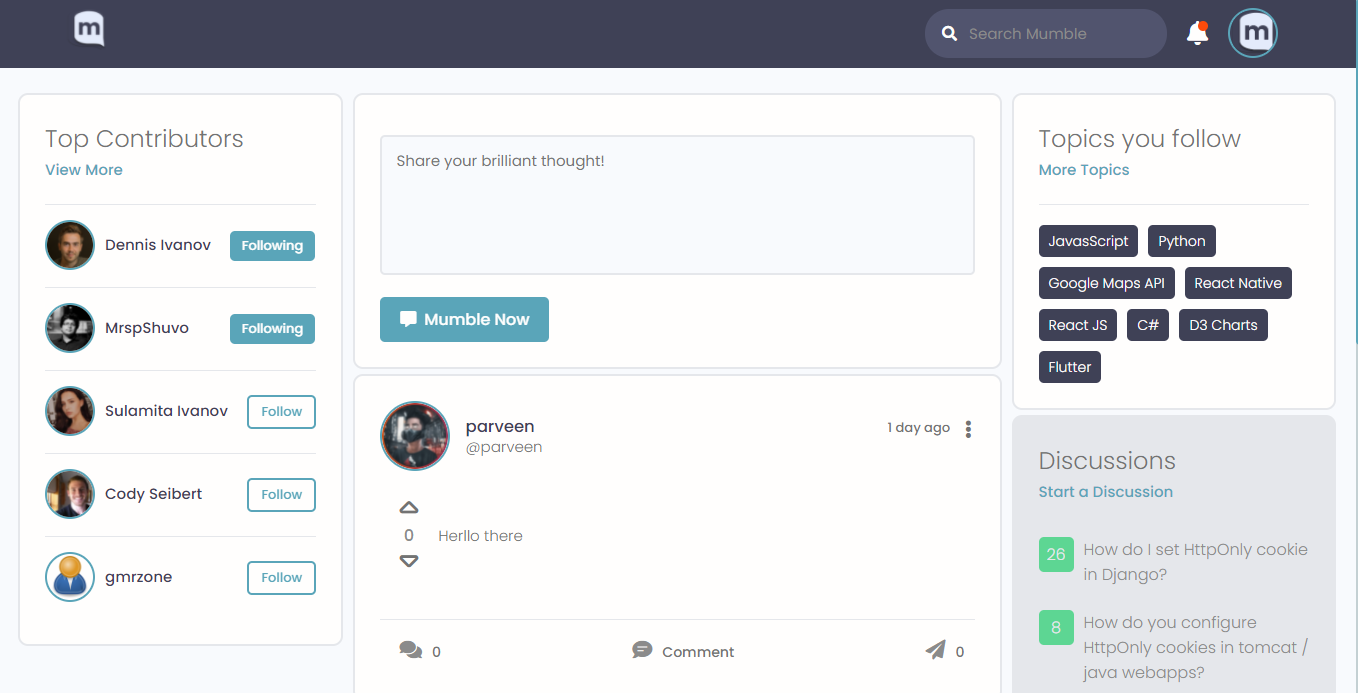 m
Search Mumble
m
Top Contributors
View More
Dennis Ivanov
Following
MrspShuvo
Following
Sulamita Ivanov
Follow
Cody Seibert
Follow
gmrzone
Follow
Share your brilliant thought!
Mumble Now
parveen
@parveen
1 day ago
0
Herllo there
0
Comment
0
Topics you follow
More Topics
JavasScript
Python
Google Maps API
React Native
React JS
C#
D3 Charts
Flutter
Discussions
Start a Discussion
26
How do I set HttpOnly cookie
in Django?
8
How do you configure
HttpOnly cookies in tomcat /
java webapps?